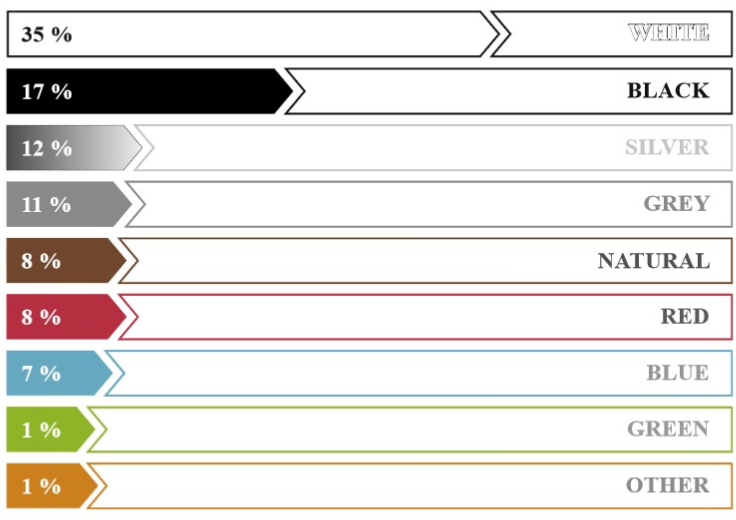 35 % WHITE
17 % BLACK
12 % SILVER
11 % GREY
8 % NATURAL
8 % RED
7 % BLUE
1 % GREEN
1 % OTHER